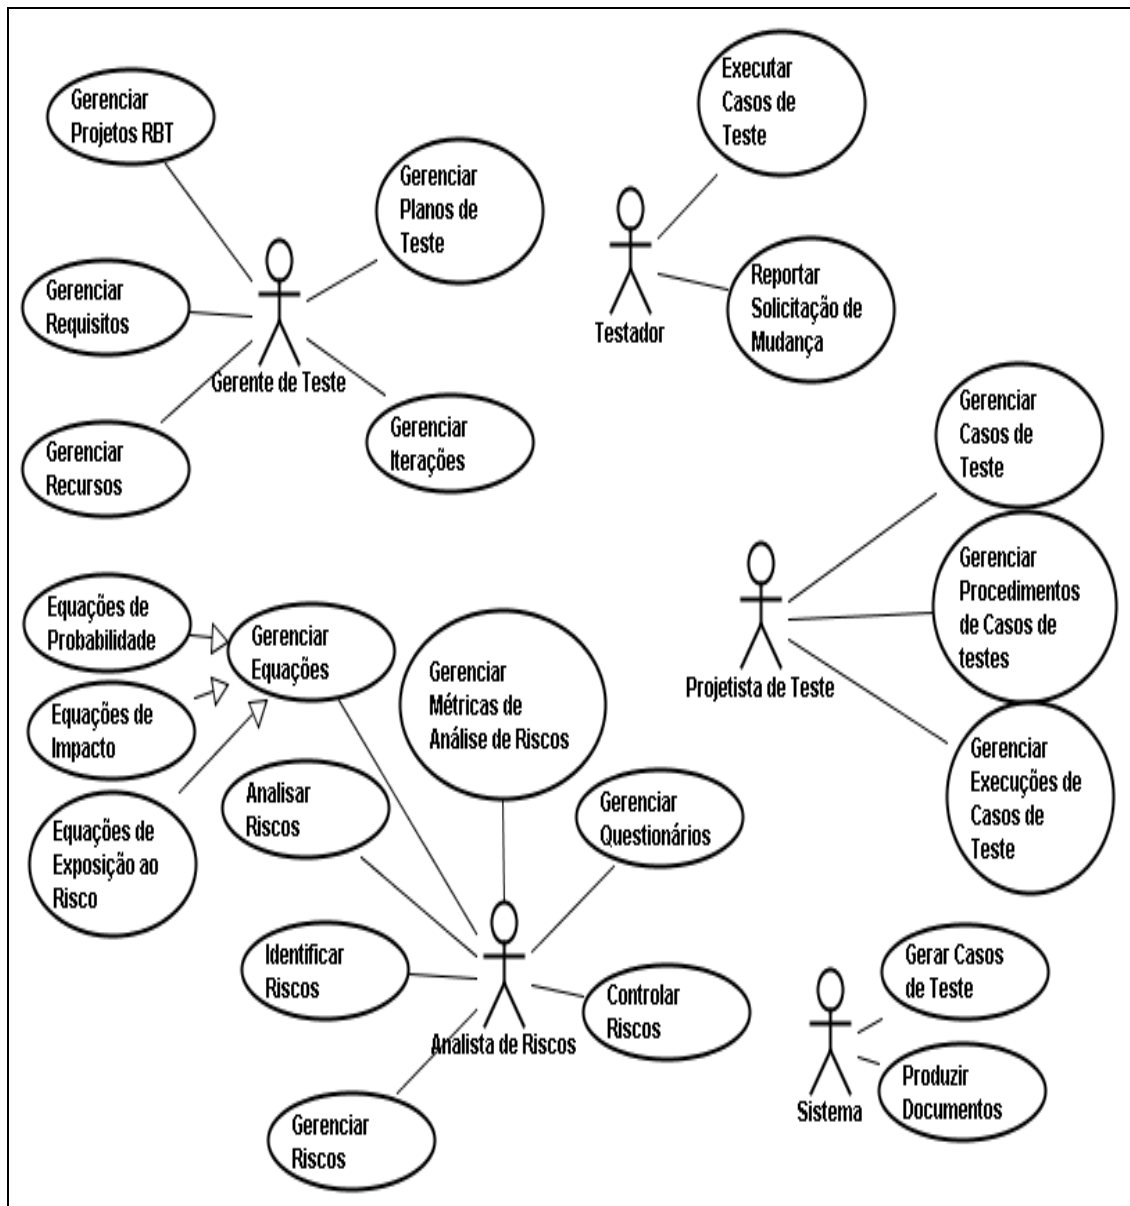 Gerenciar
Projetos RBT
Gerenciar
Planos de
Teste
Gerenciar
Requisitos
Gerente de Teste
Gerenciar
Recursos
Gerenciar
Iterações
Executar
Casos de
Teste
Reportar
Solicitação de
Mudança
Testador
Gerenciar
Casos de
Teste
Gerenciar
Procedimentos
de Casos de
testes
Projetista de Teste
Gerenciar
Execuções de
Casos de
Teste
Equações de
Probabilidade
Gerenciar
Equações
Equações de
Impacto
Equações de
Exposição ao
Risco
Gerenciar
Métricas de
Análise de Riscos
Analisar
Riscos
Gerenciar
Questionários
Identificar
Riscos
Controlar
Riscos
Analista de Riscos
Gerenciar
Riscos
Gerar Casos
de Teste
Produzir
Documentos
Sistema